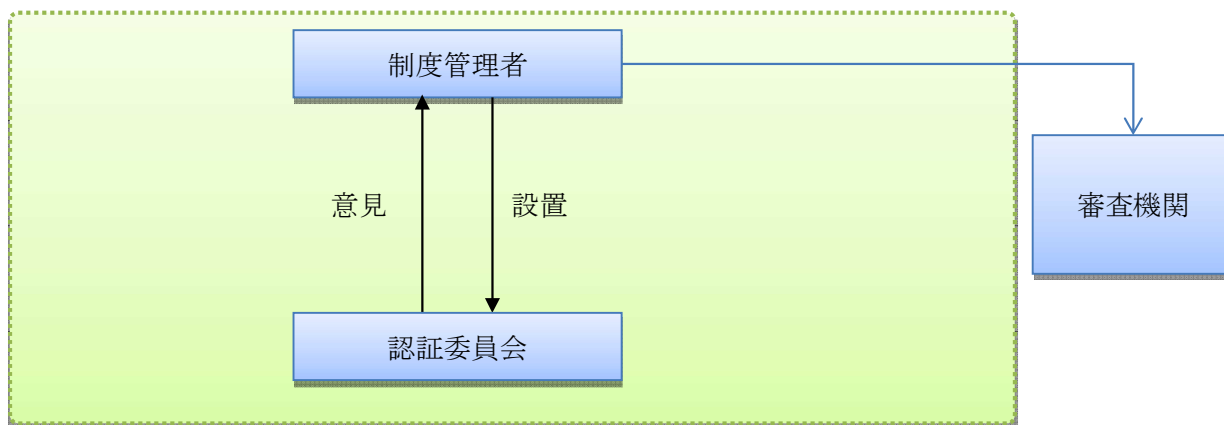 制度管理者
意見
設置
審査機関
認証委員会